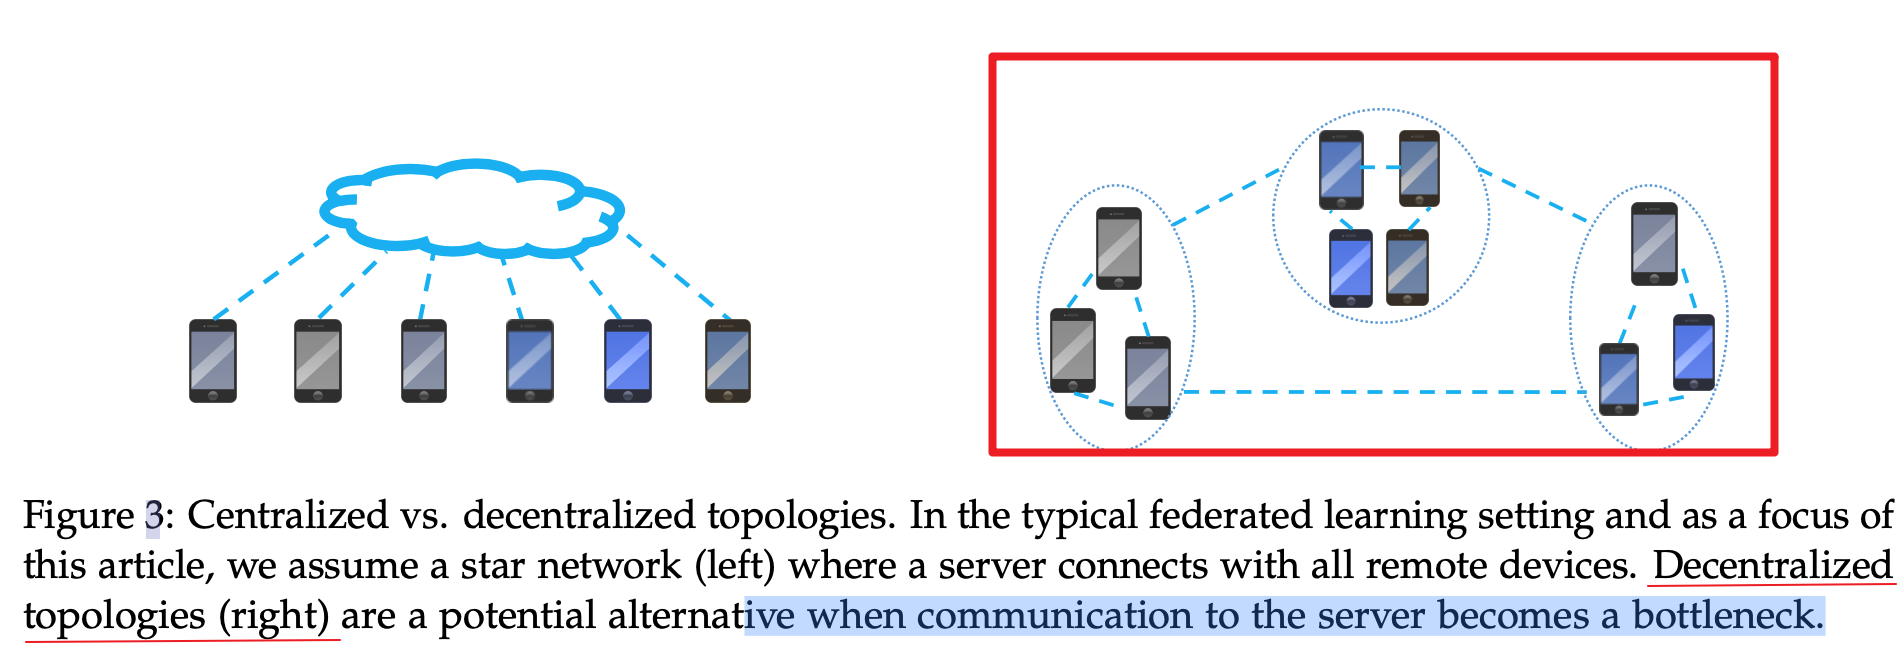 Figure 3: Centralized vs. decentralized topologies. In the typical federated learning setting and as a focus of
this article, we assume a star network (left) where a server connects with all remote devices. Decentralized
topologies (right) are a potential alternative when communication to the server becomes a bottleneck.